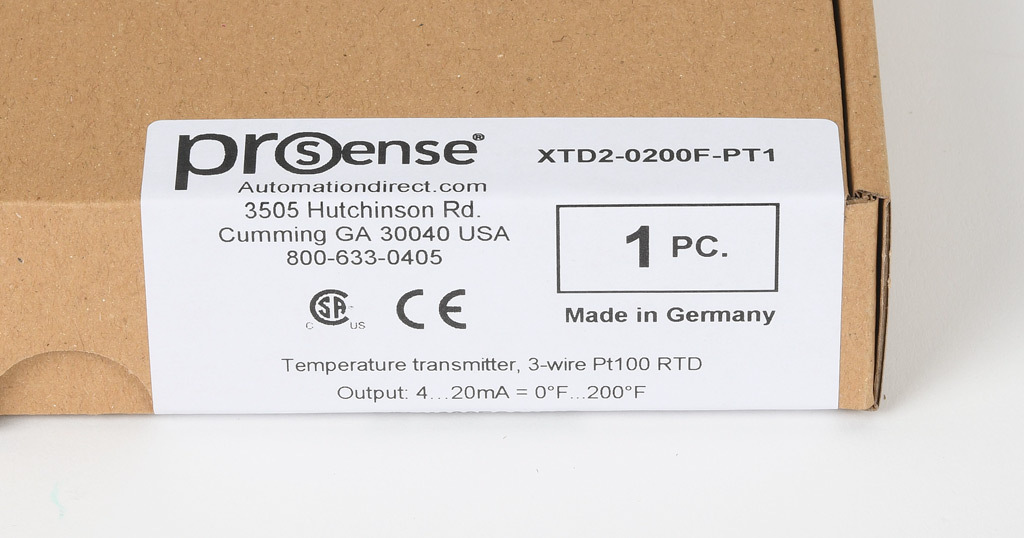 prosense®
Automationdirect.com
3505 Hutchinson Rd.
Cumming GA 30040 USA
800-633-0405
XTD2-0200F-PT1
1 PC.
Made in Germany
CSA
C US
CE
Temperature transmitter, 3-wire Pt100 RTD
Output: 4...20mA = 0°F...200°F